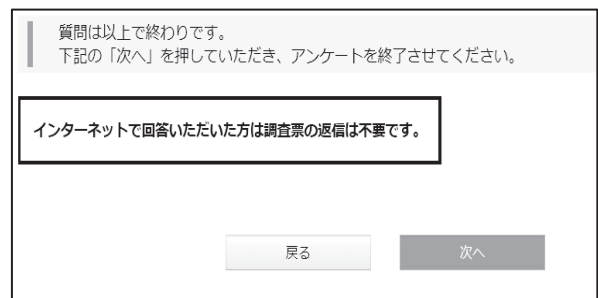 質問は以上で終わりです。
下記の「次へ」を押していただき、アンケートを終了させてください。
インターネットで回答いただいた方は調査票の返信は不要です。
戻る
次へ